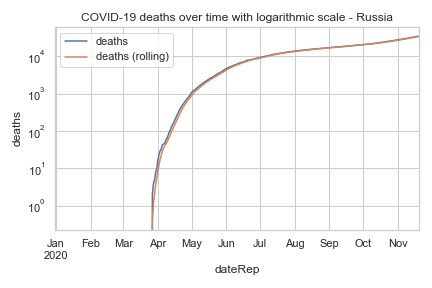 COVID-19 deaths over time with logarithmic scale - Russia
deaths
deaths (rolling)
10⁴
10³
10²
10¹
10⁰
deaths
Jan Feb Mar Apr May Jun Jul Aug Sep Oct Nov
2020
dateRep